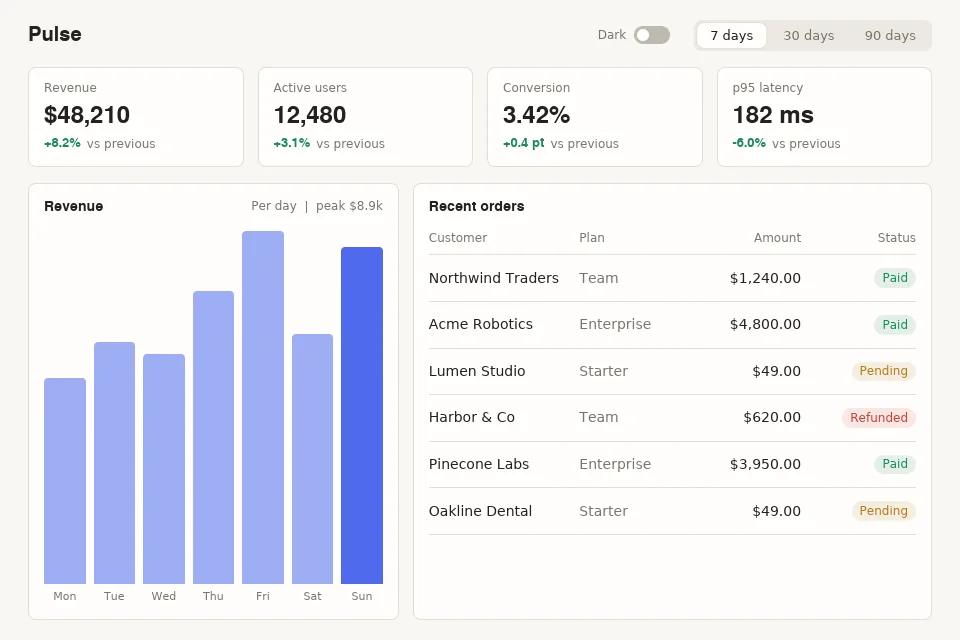 Pulse
Dark
7 days 30 days 90 days
Revenue
$48,210
+8.2% vs previous
Active users
12,480
+3.1% vs previous
Conversion
3.42%
+0.4 pt vs previous
p95 latency
182 ms
-6.0% vs previous
Revenue
Per day | peak $8.9k
Mon Tue Wed Thu Fri Sat Sun
Recent orders
Customer Plan Amount Status
Northwind Traders Team $1,240.00 Paid
Acme Robotics Enterprise $4,800.00 Paid
Lumen Studio Starter $49.00 Pending
Harbor & Co Team $620.00 Refunded
Pinecone Labs Enterprise $3,950.00 Paid
Oakline Dental Starter $49.00 Pending